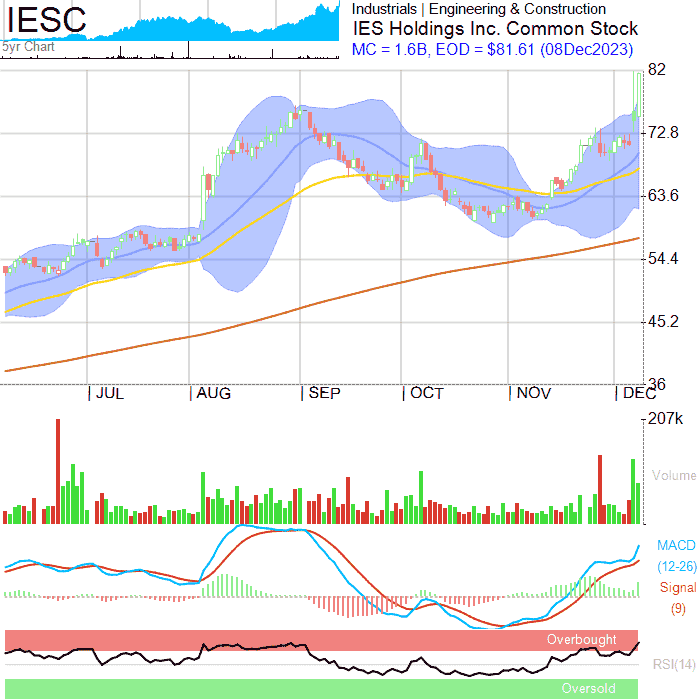 IESC
5yr Chart
Industrials | Engineering & Construction
IES Holdings Inc. Common Stock
MC = 1.6B, EOD = $81.61 (08Dec2023)
82
72.8
63.6
54.4
45.2
36
JUL AUG SEP OCT NOV DEC
207k
Volume
MACD
(12-26)
Signal
(9)
Overbought
RSI(14)
Oversold